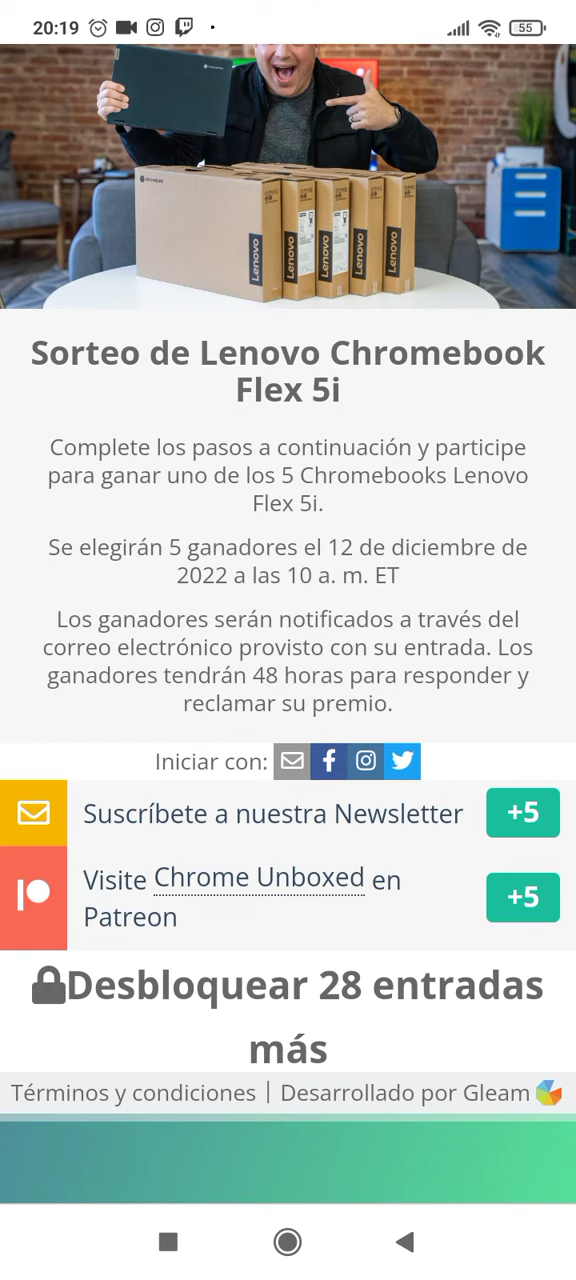 20:19
55
chromebook
Lenovo
Lenovo
Lenovo
Lenovo
Lenovo
Sorteo de Lenovo Chromebook
Flex 5i
Complete los pasos a continuación y participe
para ganar uno de los 5 Chromebooks Lenovo
Flex 5i.
Se elegirán 5 ganadores el 12 de diciembre de
2022 a las 10 a. m. ET
Los ganadores serán notificados a través del
correo electrónico provisto con su entrada. Los
ganadores tendrán 48 horas para responder y
reclamar su premio.
Iniciar con:
Suscríbete a nuestra Newsletter +5
Visite Chrome Unboxed en
Patreon
+5
Desbloquear 28 entradas
más
Términos y condiciones | Desarrollado por Gleam